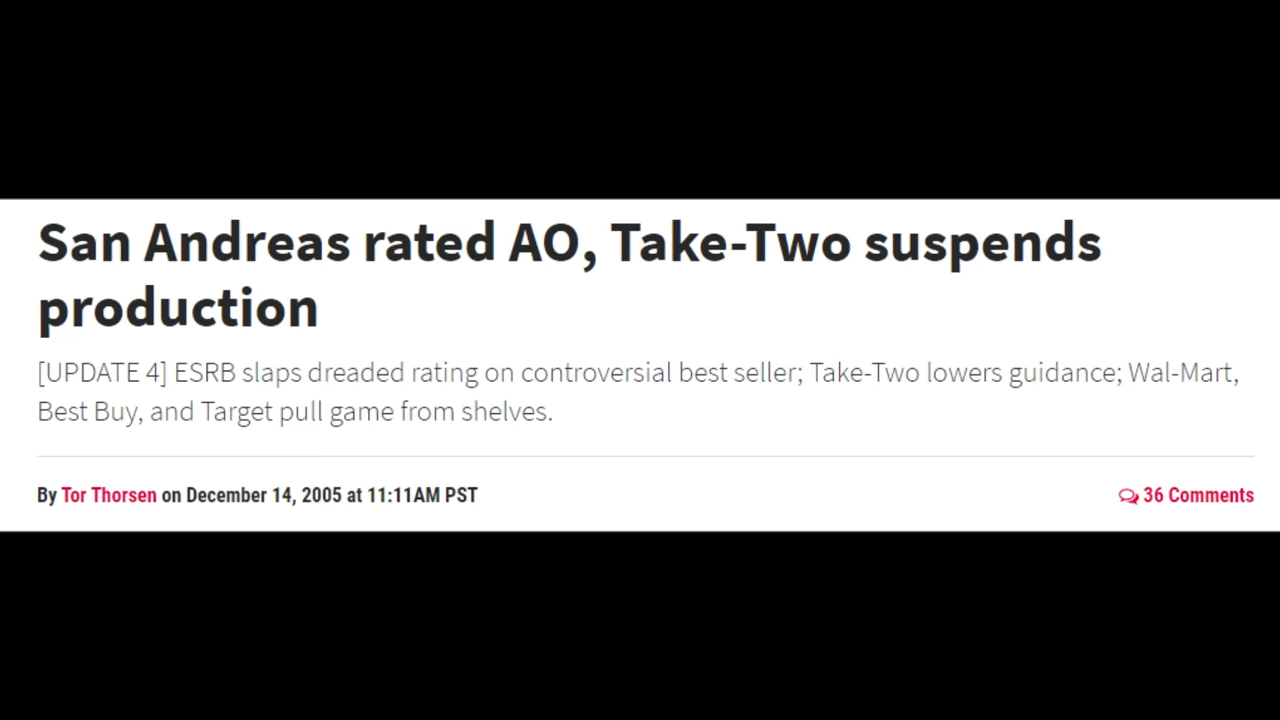 San Andreas rated AO, Take-Two suspends
production
[UPDATE 4] ESRB slaps dreaded rating on controversial best seller; Take-Two lowers guidance; Wal-Mart,
Best Buy, and Target pull game from shelves.
By Tor Thorsen on December 14, 2005 at 11:11AM PST
36 Comments